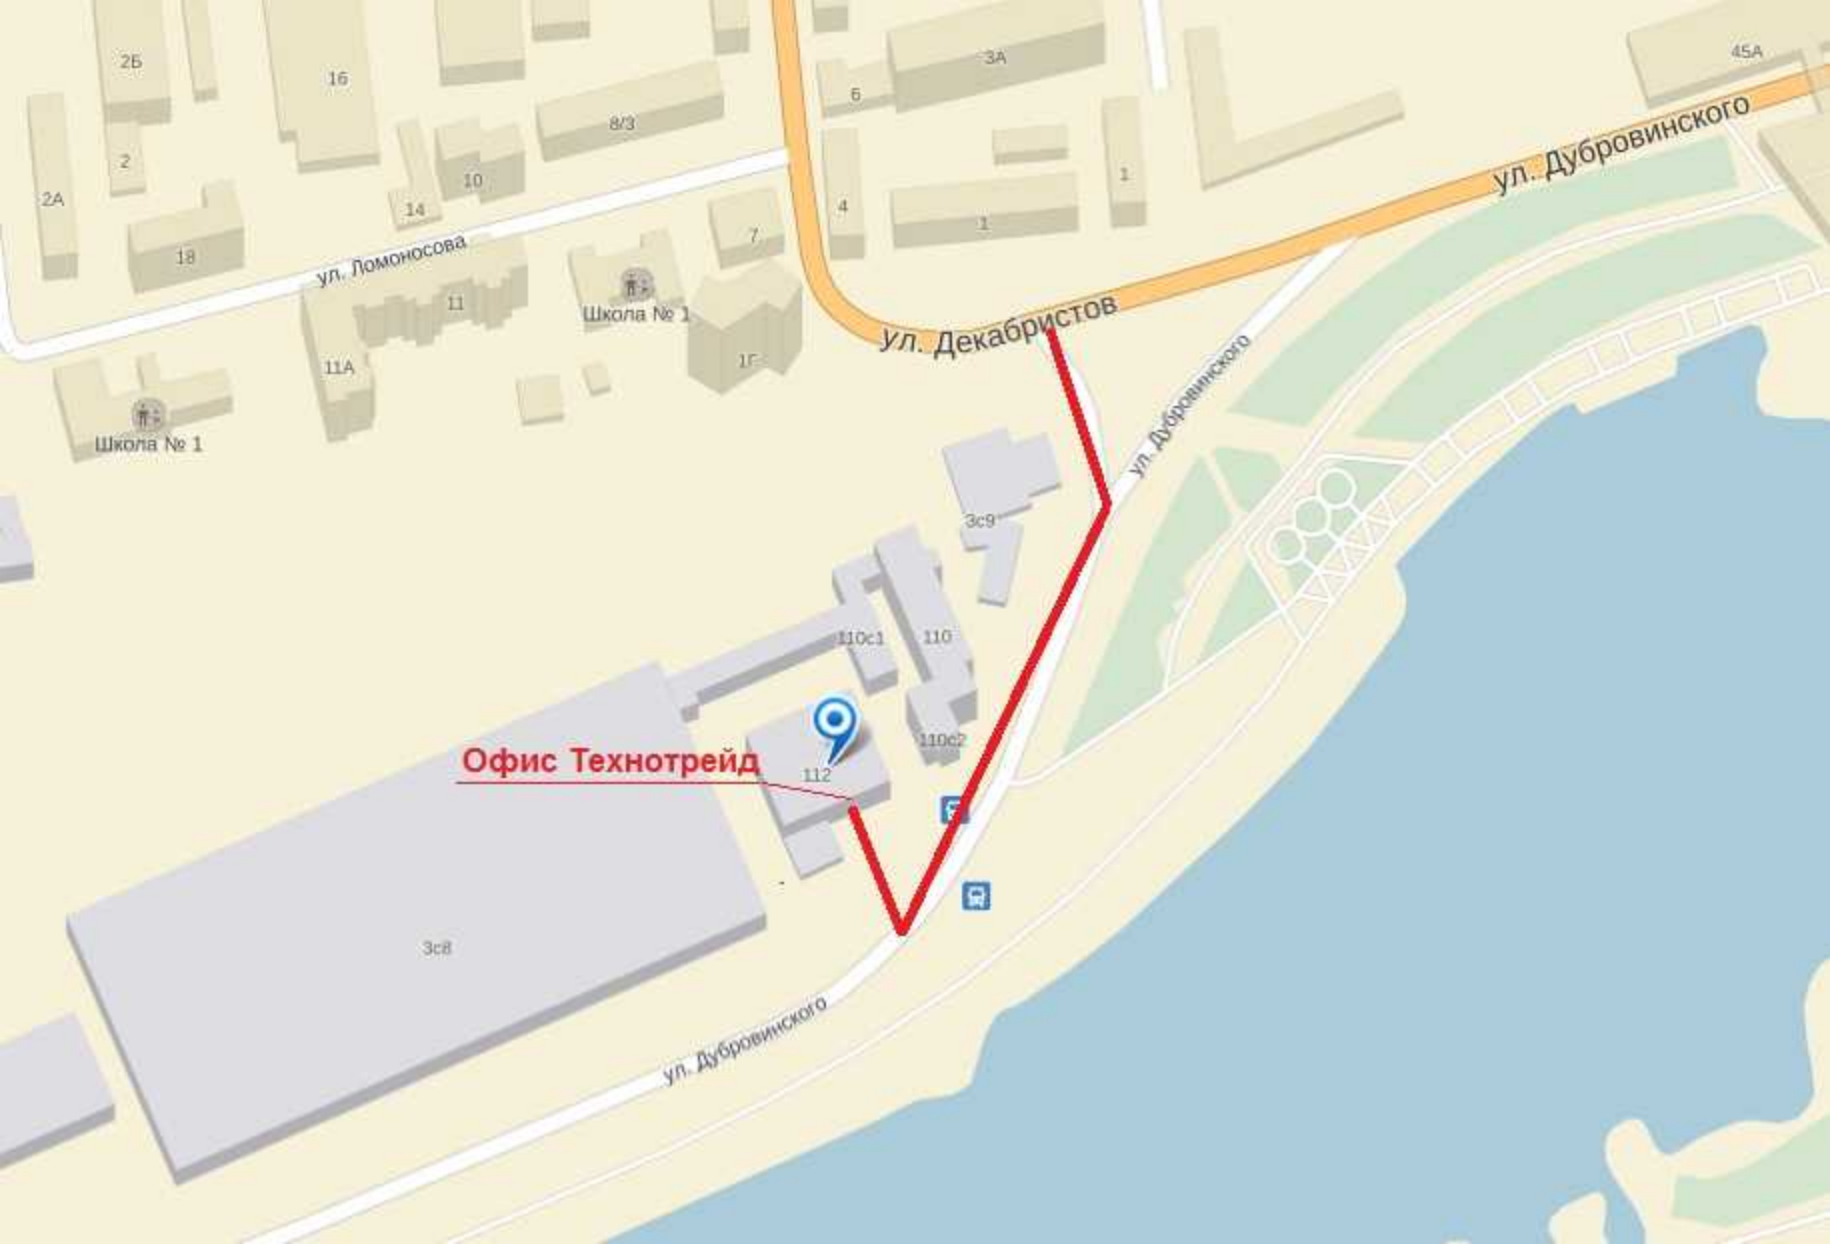 2Б
16
3А
45А
6
8/3
ул. Дубровинского
2
10
1
2А
14
4
1
7
18
ул. Ломоносова
11
Школа № 1
ул. Декабристов
1Г
11А
ул. Дубровинского
Школа № 1
3с9
110с1
110
110с2
Офис Технотрейд
112
3с8
ул. Дубровинского